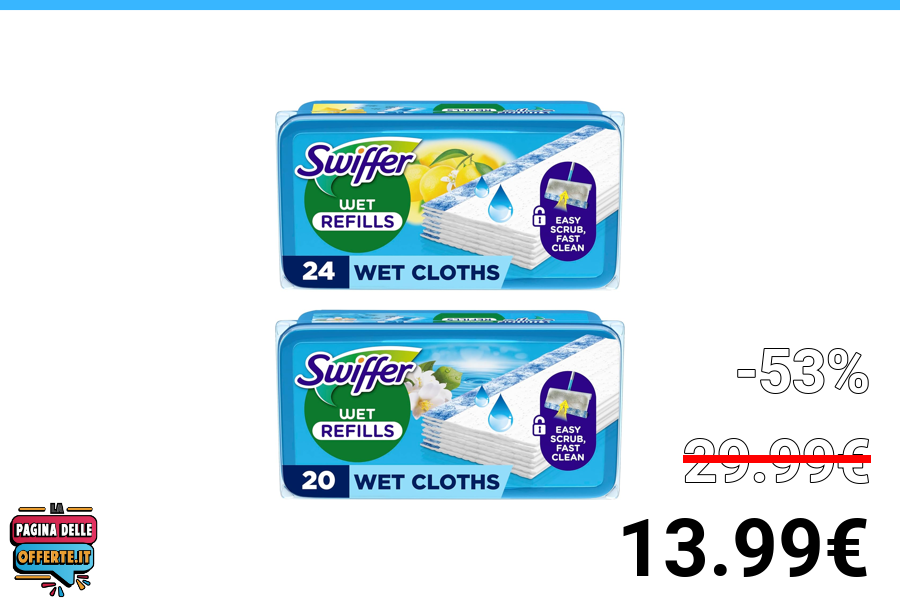 Swiffer
WET
REFILLS
EASY
SCRUB,
FAST
CLEAN
24 WET CLOTHS
Swiffer
WET
REFILLS
EASY
SCRUB,
FAST
CLEAN
20 WET CLOTHS
-53%
29.99€
13.99€
LA
PAGINA DELLE
OFFERTE.IT